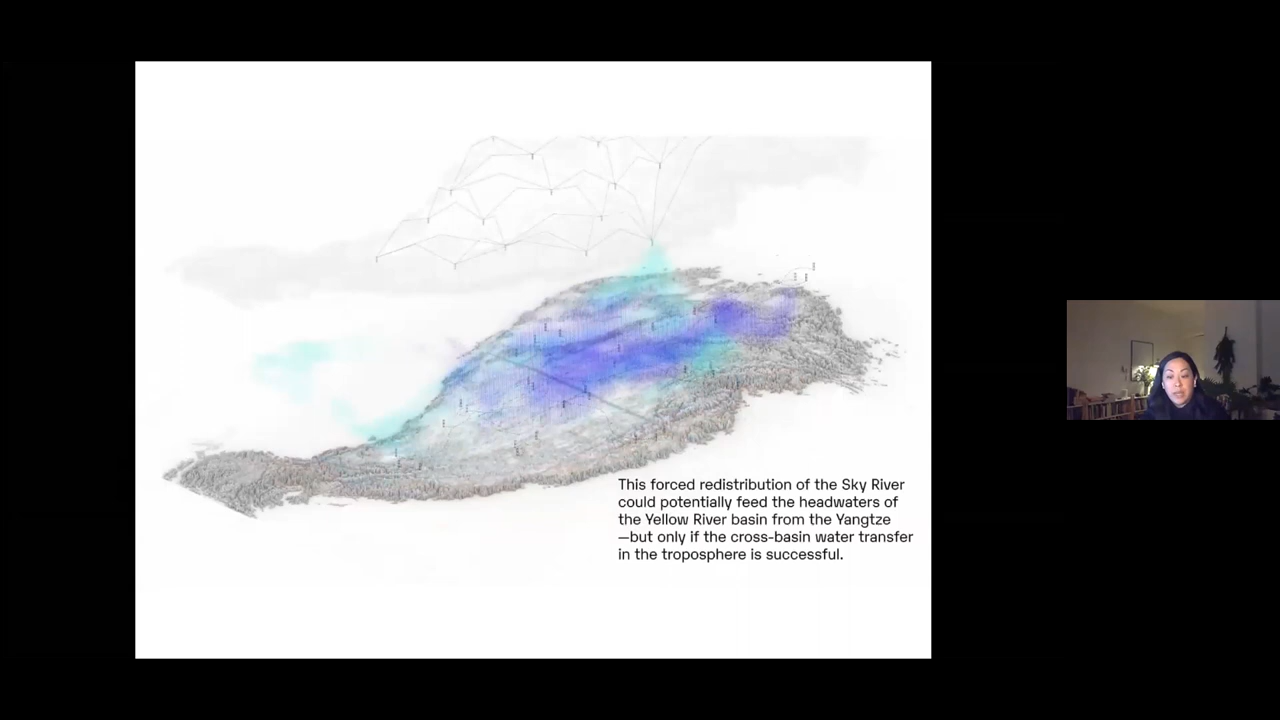 This forced redistribution of the Sky River
could potentially feed the headwaters of
the Yellow River basin from the Yangtze
—but only if the cross-basin water transfer
in the troposphere is successful.